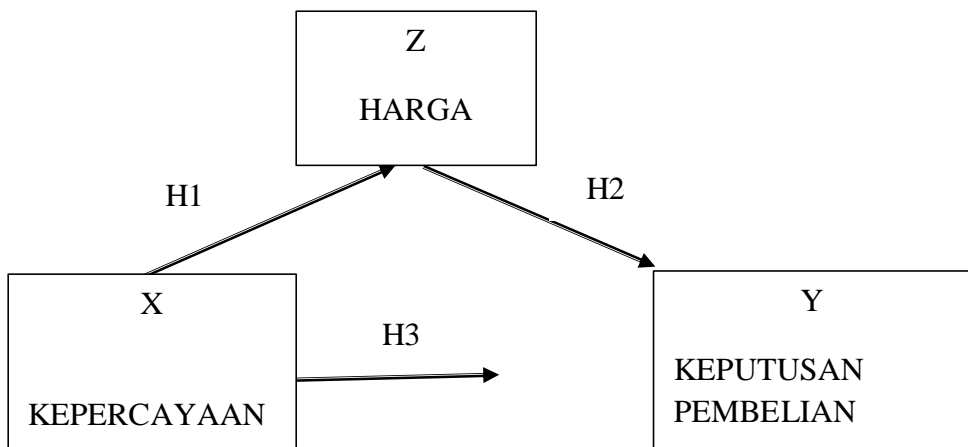 Z
HARGA
H1
H2
X
KEPERCAYAAN
H3
Y
KEPUTUSAN
PEMBELIAN